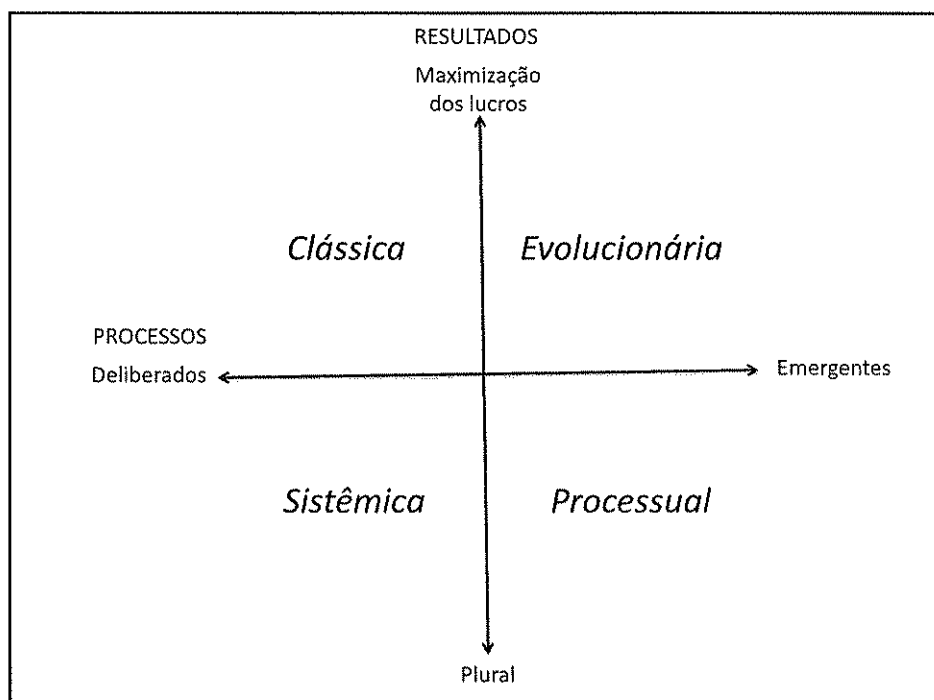 RESULTADOS
Maximização
dos lucros
Clássica
Evolucionária
PROCESSOS
Deliberados
Emergentes
Sistêmica
Processual
Plural